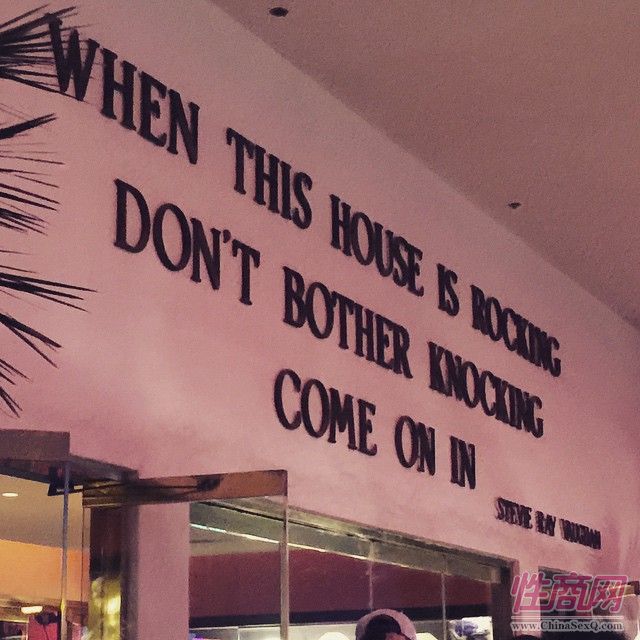 WHEN THIS HOUSE IS ROCKING
DON'T BOTHER KNOCKING
COME ON IN
STEVIE RAY VAUGHAN
性商网
www.ChinaSexQ.com